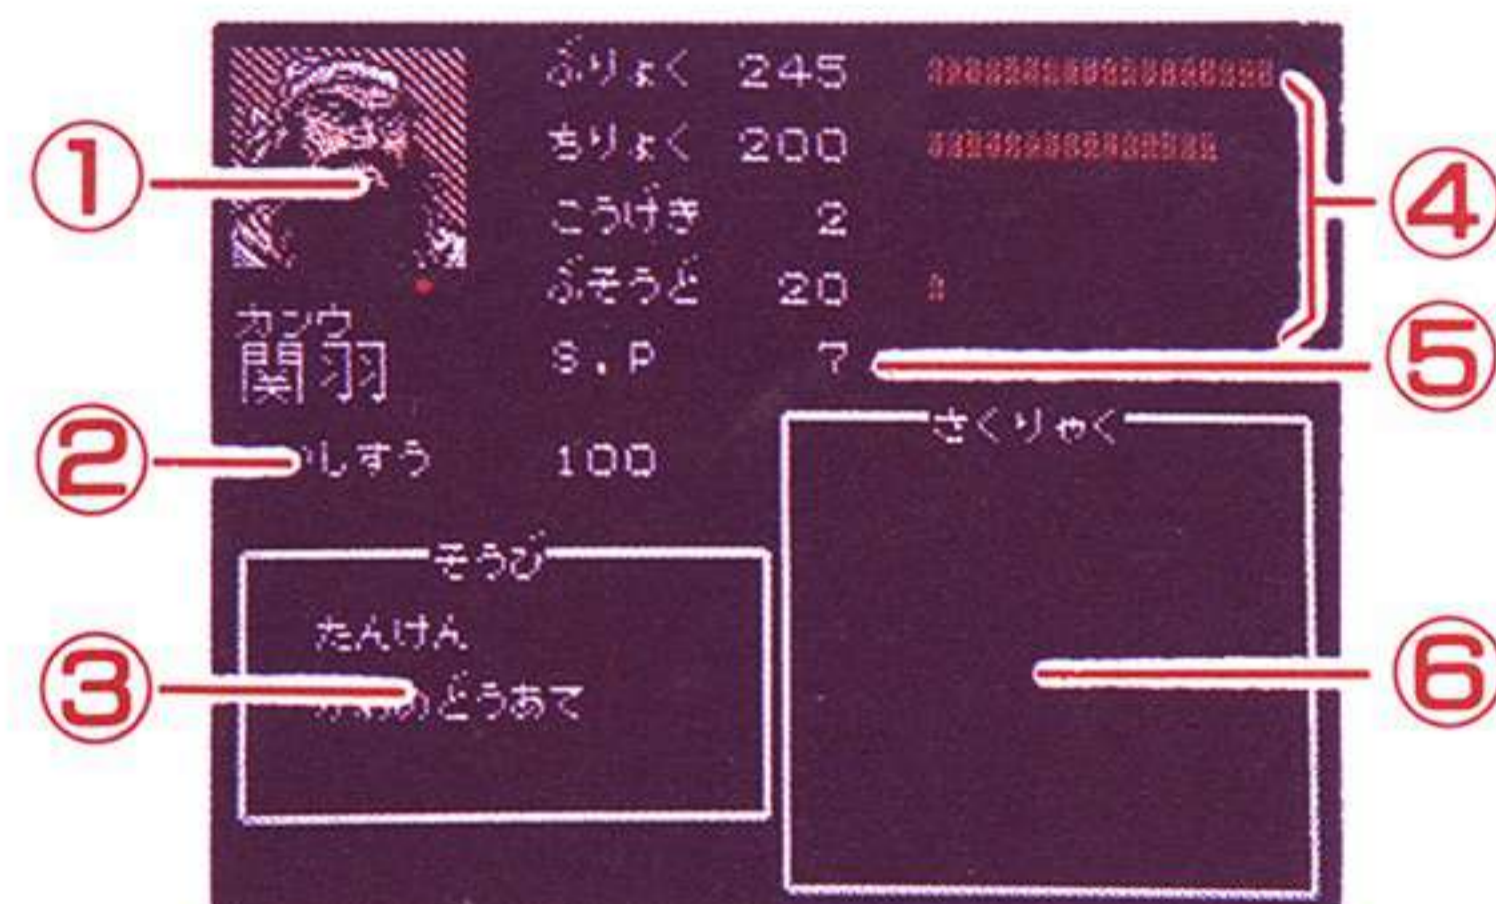 ①
ぶりょく 245
ちりょく 200
こうげき 2
ぶそうど 20
S.P 7
カンウ
関羽
②
しすう 100
③
そうび
たんけん
どうあて
④
⑤
さくりゃく
⑥